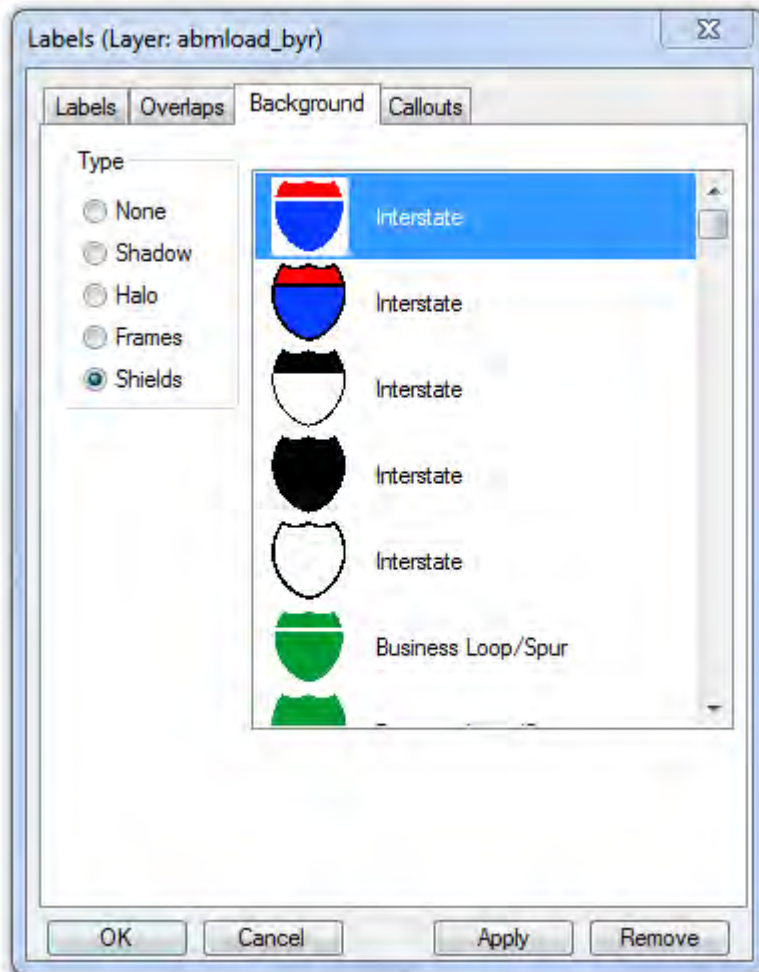 Labels (Layer: abmload_byr)
Labels Overlaps Background Callouts
Type
None
Shadow
Halo
Frames
Shields
Interstate
Interstate
Interstate
Interstate
Interstate
Business Loop/Spur
OK Cancel Apply Remove